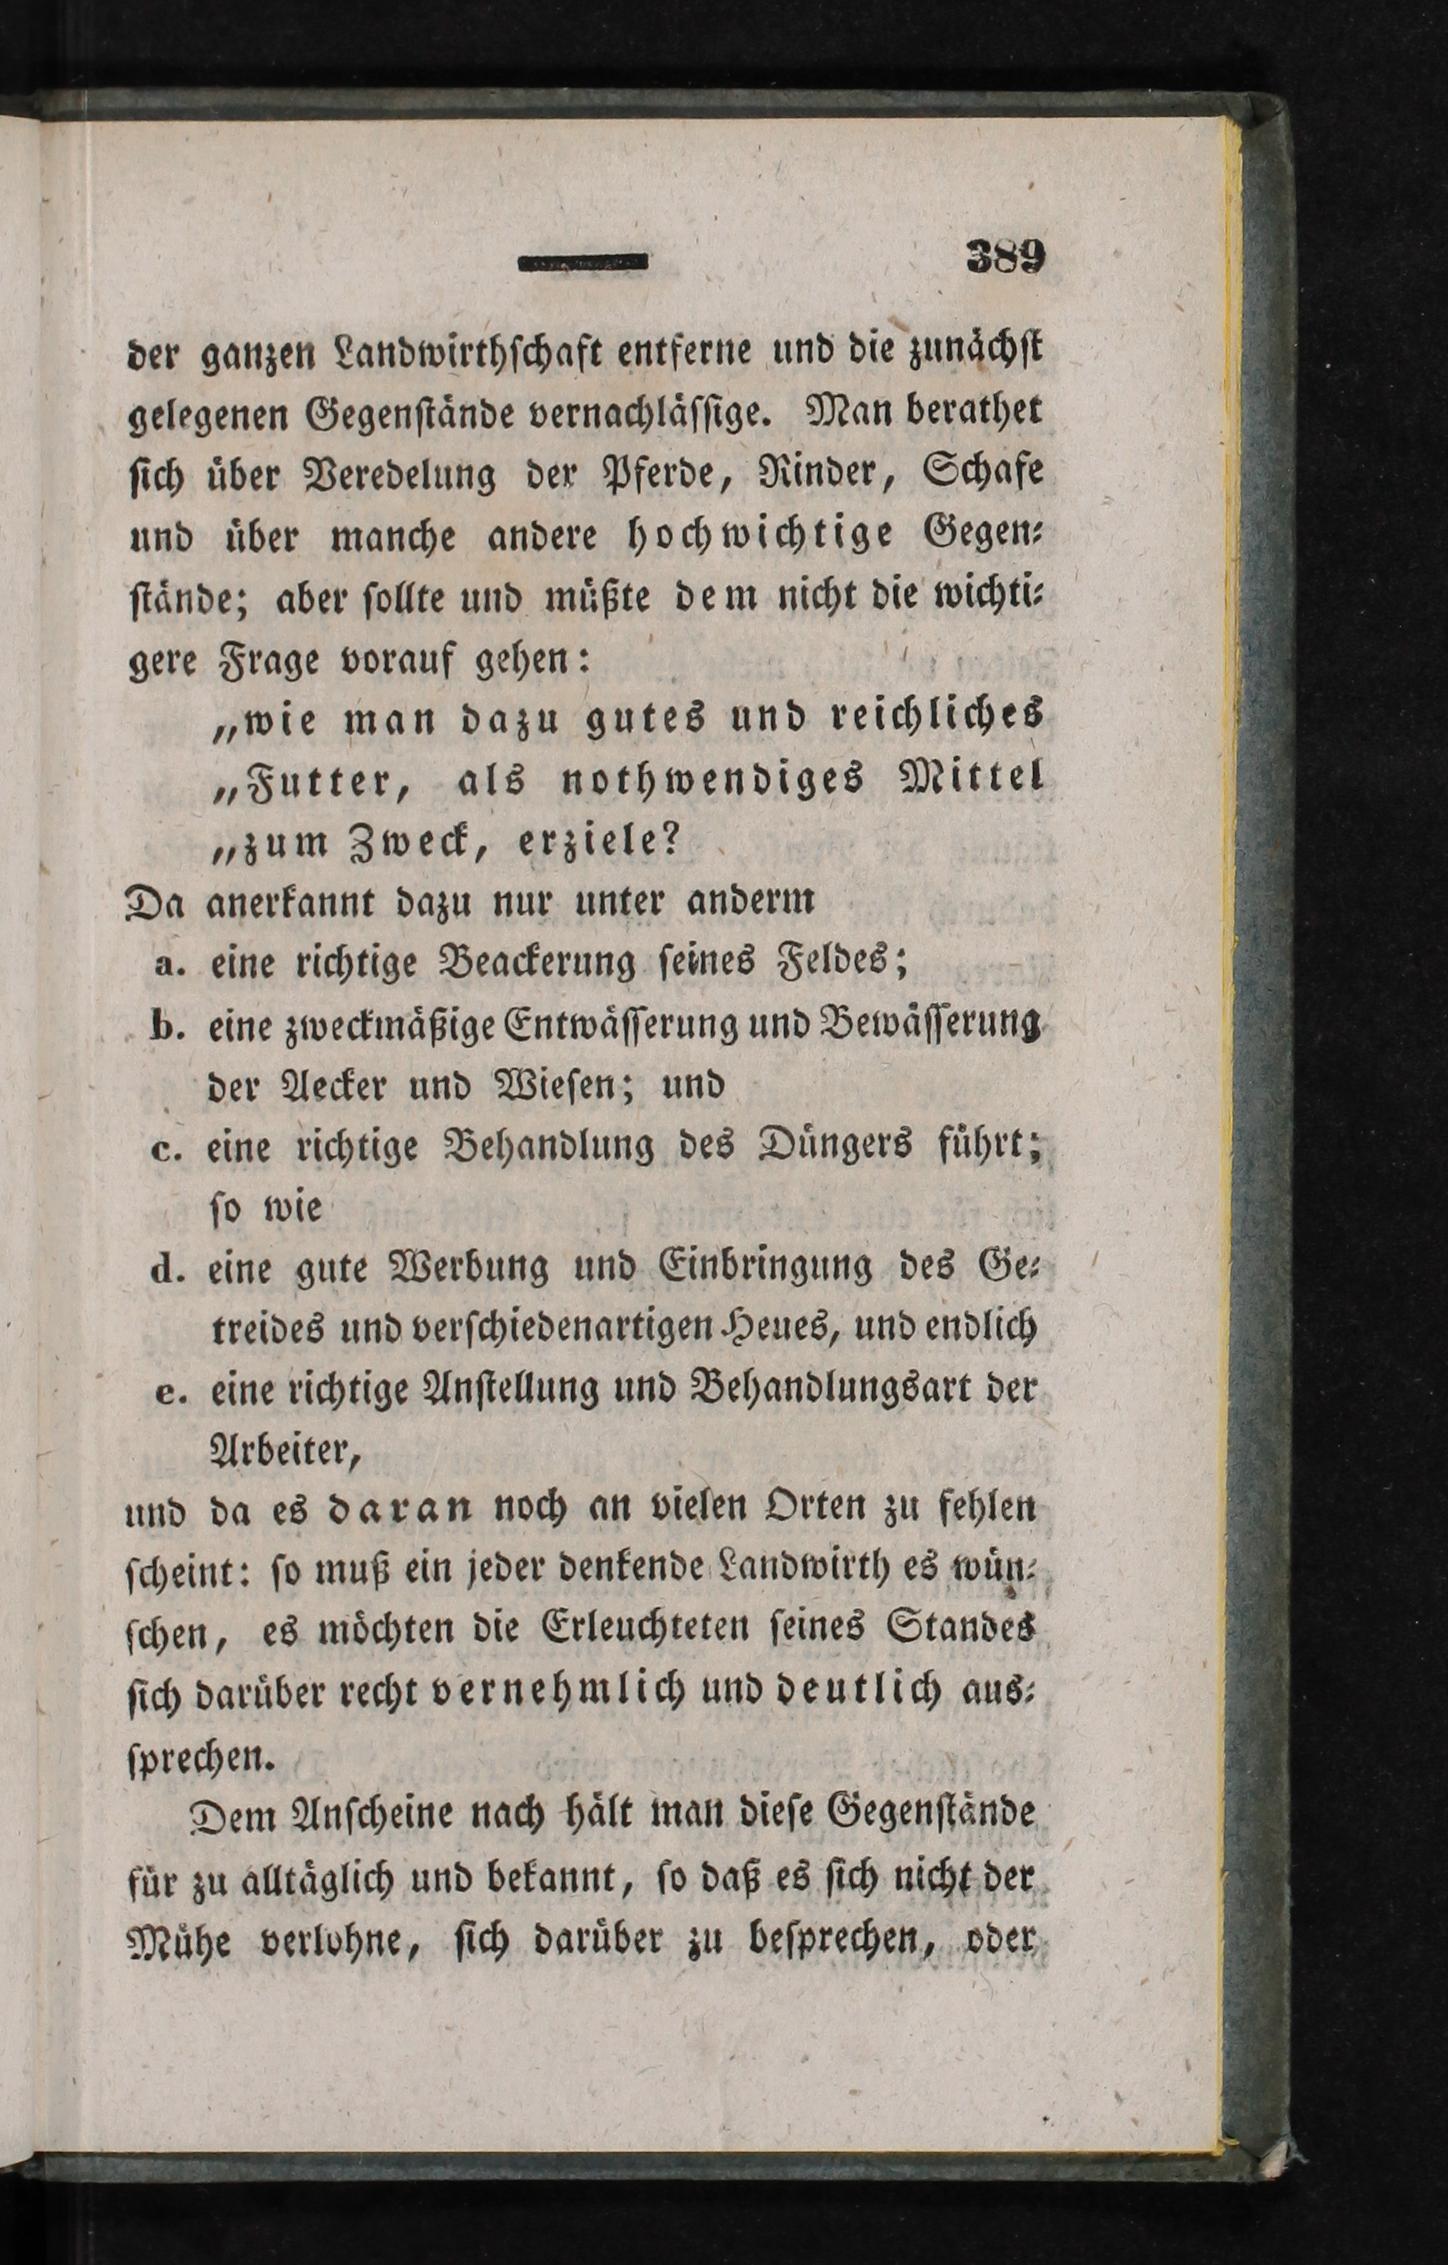 389
der ganzen Landwirthſchaft entferne und die zunächſt
gelegenen Gegenſtände vernachläſſige. Man berathet
ſich über Veredelung der Pferde, Rinder, Schafe
und über manche andere hochwichtige Gegen⸗
ſtände; aber ſollte und müßte dem nicht die wichti⸗
gere Frage vorauf gehen:
„wie man dazu gutes und reichliches
„Futter, als nothwendiges Mittel
„zum Zweck, erziele?
Da anerkannt dazu nur unter anderm
a. eine richtige Beackerung ſeines Feldes;
b. eine zweckmäßige Entwäſſerung und Bewäſſerung
der Aecker und Wieſen; und
c. eine richtige Behandlung des Düngers führt;
ſo wie
d. eine gute Werbung und Einbringung des Ge⸗
treides und verſchiedenartigen Heues, und endlich
e. eine richtige Anſtellung und Behandlungsart der
Arbeiter,
und da es daran noch an vielen Orten zu fehlen
ſcheint: ſo muß ein jeder denkende Landwirth es wün⸗
ſchen, es möchten die Erleuchteten ſeines Standes
ſich darüber recht vernehmlich und deutlich aus⸗
ſprechen.
Dem Anſcheine nach hält man dieſe Gegenſtände
für zu alltäglich und bekannt, ſo daß es ſich nicht der
Mühe verlohne, ſich darüber zu beſprechen, oder